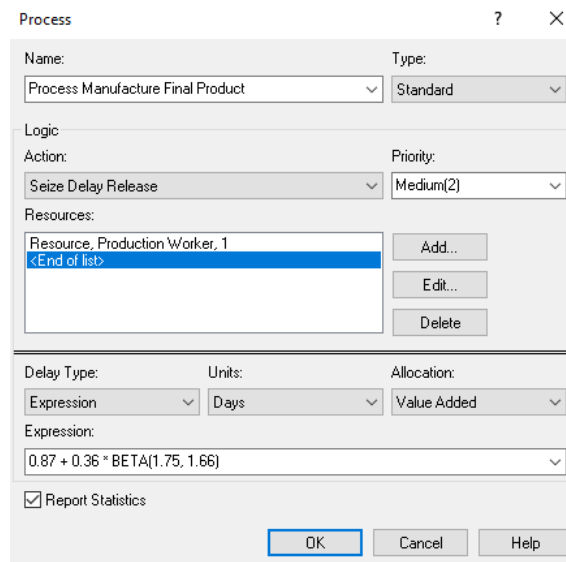 Process ? ×
Name: Type:
Process Manufacture Final Product Standard
Logic
Action: Priority:
Seize Delay Release Medium(2)
Resources:
Resource, Production Worker, 1
<End of list>
Add...
Edit...
Delete
Delay Type: Units: Allocation:
Expression Days Value Added
Expression:
0.87 + 0.36 * BETA(1.75, 1.66)
Report Statistics
OK Cancel Help